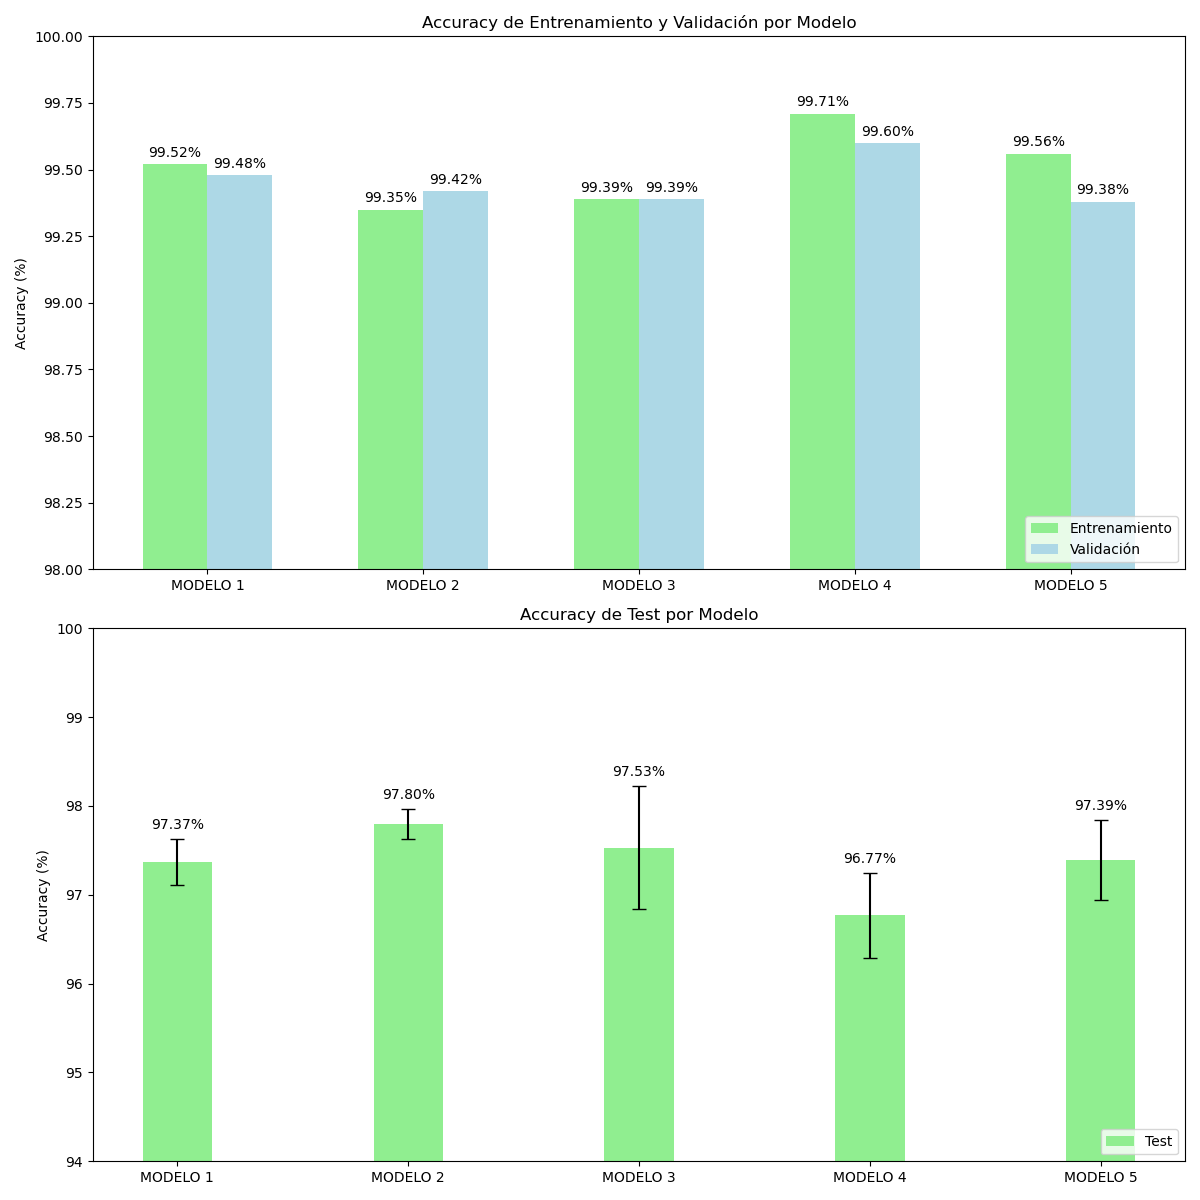 Accuracy de Entrenamiento y Validación por Modelo
Accuracy (%)
100.00
99.75
99.50
99.25
99.00
98.75
98.50
98.25
98.00
99.52%
99.48%
99.35%
99.42%
99.39%
99.39%
99.71%
99.60%
99.56%
99.38%
Entrenamiento
Validación
MODELO 1
MODELO 2
MODELO 3
MODELO 4
MODELO 5
Accuracy de Test por Modelo
Accuracy (%)
100
99
98
97
96
95
94
97.37%
97.80%
97.53%
96.77%
97.39%
Test
MODELO 1
MODELO 2
MODELO 3
MODELO 4
MODELO 5